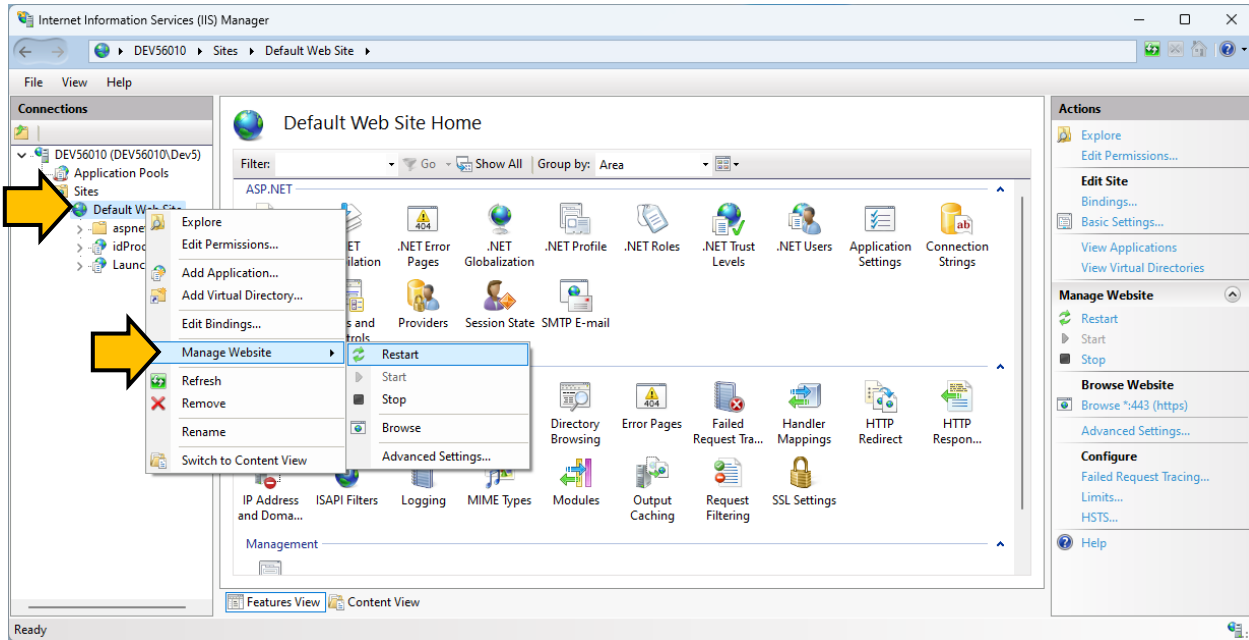 Internet Information Services (IIS) Manager
DEV56010 Sites Default Web Site
File View Help
Connections
DEV56010 (DEV56010\Dev5)
Application Pools
Sites
Default Web Site
aspne
idProd
Launc
Explore
Edit Permissions...
Add Application...
Add Virtual Directory...
Edit Bindings...
Manage Website
Refresh
Remove
Rename
Switch to Content View
Restart
Start
Stop
Browse
Advanced Settings...
Default Web Site Home
Filter: Go Show All Group by: Area
ASP.NET
.NET Error Pages
.NET Globalization
.NET Profile
.NET Roles
.NET Trust Levels
.NET Users
Application Settings
Connection Strings
Providers
Session State
SMTP E-mail
Directory Browsing
Error Pages
Failed Request Tra...
Handler Mappings
HTTP Redirect
HTTP Respon...
IP Address and Doma...
ISAPI Filters
Logging
MIME Types
Modules
Output Caching
Request Filtering
SSL Settings
Management
Features View Content View
Actions
Explore
Edit Permissions...
Edit Site
Bindings...
Basic Settings...
View Applications
View Virtual Directories
Manage Website
Restart
Start
Stop
Browse Website
Browse *:443 (https)
Advanced Settings...
Configure
Failed Request Tracing...
Limits...
HSTS...
Help
Ready